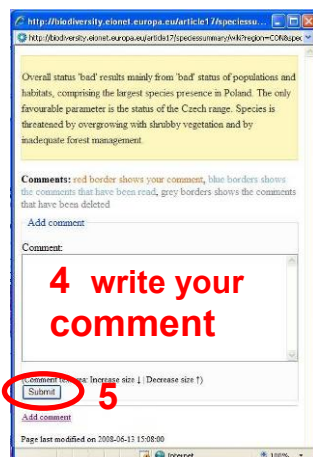 http://biodiversity.eionet.europa.eu/article17/speciessu...
http://biodiversity.eionet.europa.eu/article17/speciessummary/wiki?region=CON&spec
Overall status 'bad' results mainly from 'bad' status of populations and
habitats, comprising the largest species presence in Poland. The only
favourable parameter is the status of the Czech range. Species is
threatened by overgrowing with shrubby vegetation and by
inadequate forest management
Comments: red border shows your comment, blue borders shows
the comments that have been read, grey borders shows the comments
that have been deleted
Add comment
Comment:
4 write your
comment
(Comment text area: Increase size ↓ | Decrease size ↑)
Submit
5
Add comment
Page last modified on 2008-06-13 15:08:00
Internet
100%